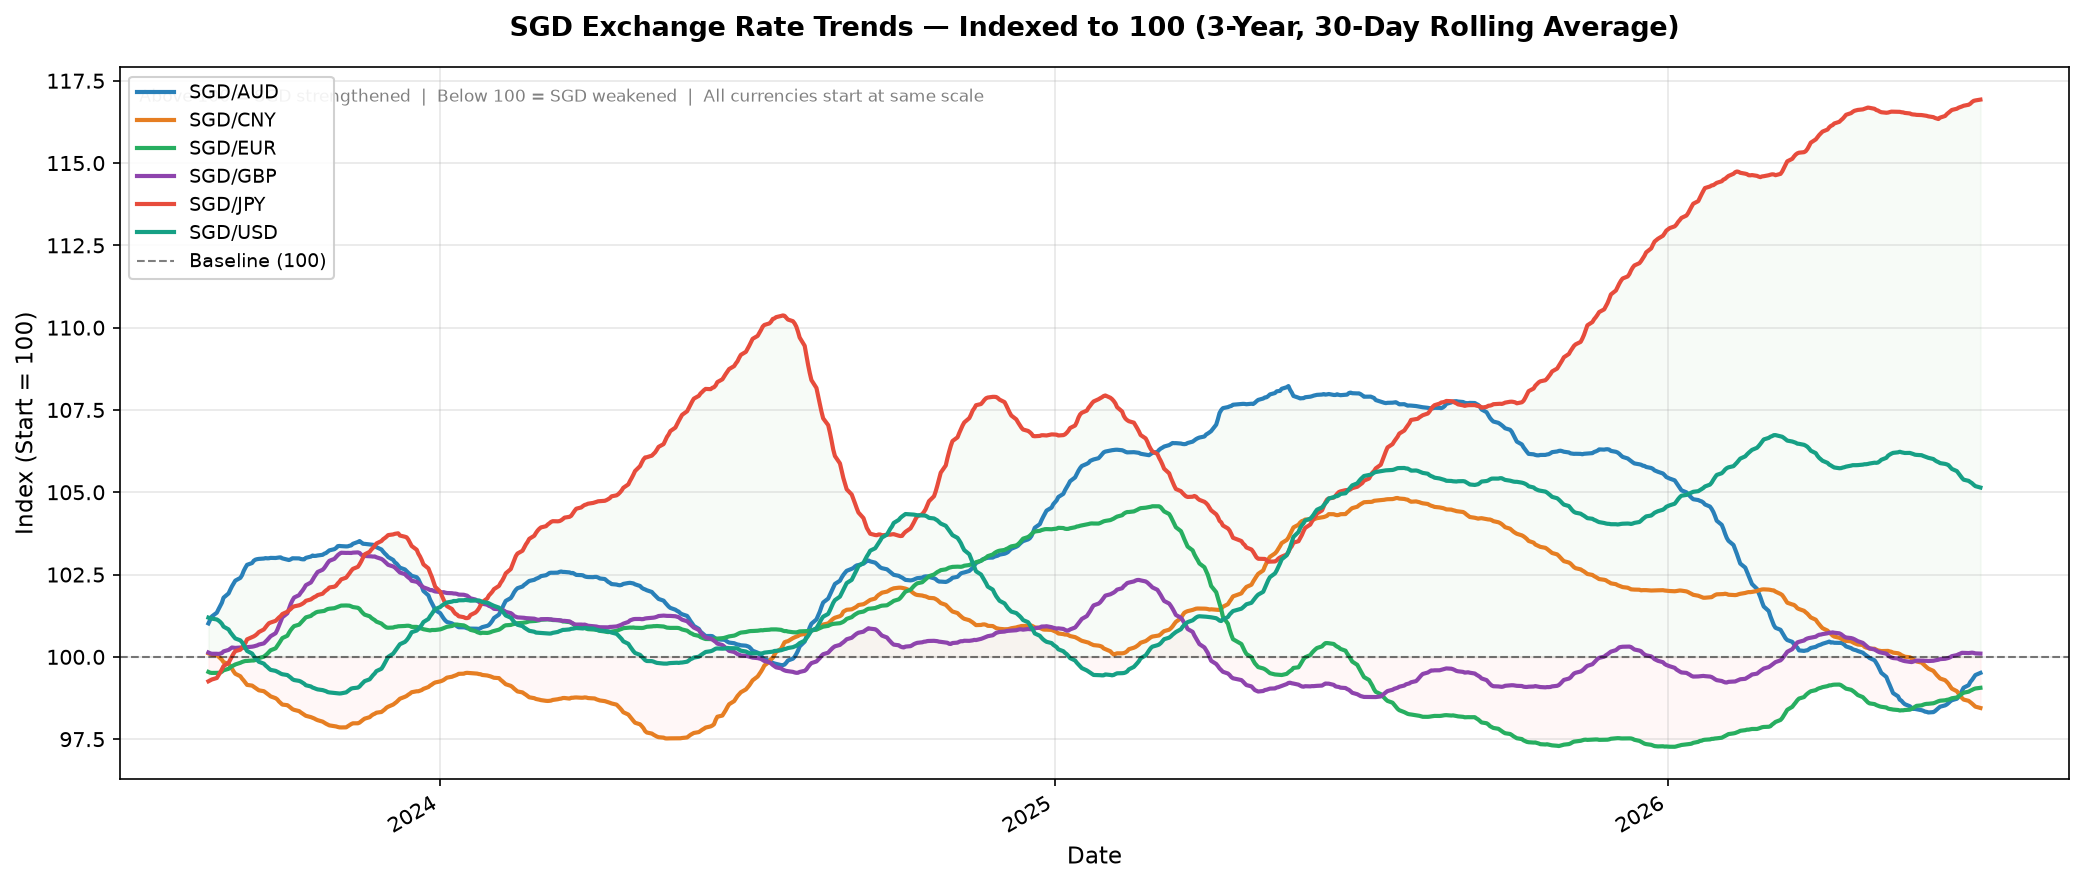 SGD Exchange Rate Trends — Indexed to 100 (3-Year, 30-Day Rolling Average)
117.5
115.0
112.5
110.0
107.5
105.0
102.5
100.0
97.5
Index (Start = 100)
SGD/AUD
strengthened | Below 100 = SGD weakened | All currencies start at same scale
SGD/CNY
SGD/EUR
SGD/GBP
SGD/JPY
SGD/USD
Baseline (100)
2024
2025
2026
Date